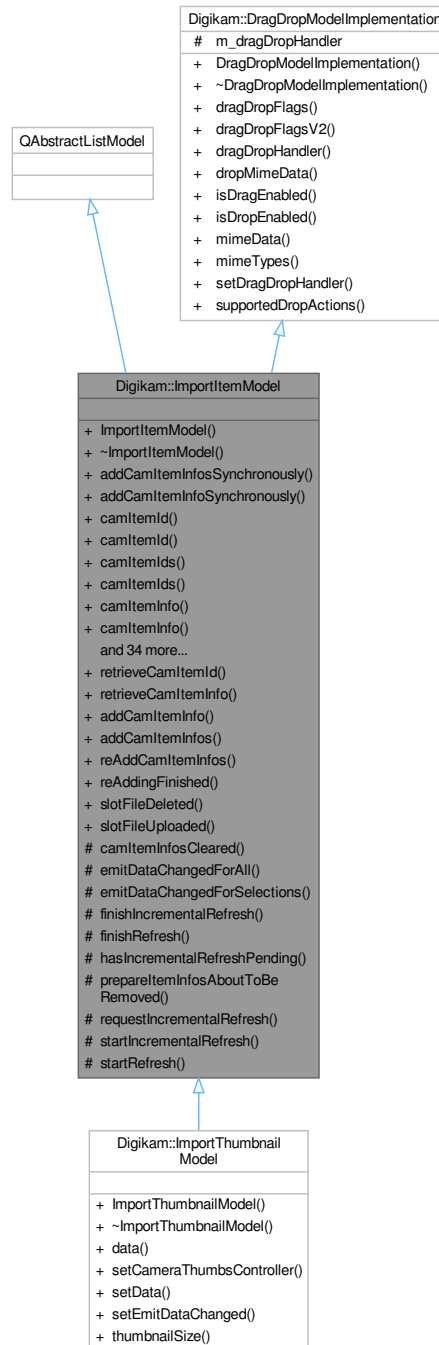 Digikam::DragDropModelImplementation
# m_dragDropHandler
+ DragDropModelImplementation()
+ ~DragDropModelImplementation()
+ dragDropFlags()
+ dragDropFlagsV2()
+ dragDropHandler()
+ dropMimeData()
+ isDragEnabled()
+ isDropEnabled()
+ mimeData()
+ mimeTypes()
+ setDragDropHandler()
+ supportedDropActions()
QAbstractListModel
Digikam::ImportItemModel
+ ImportItemModel()
+ ~ImportItemModel()
+ addCamItemInfosSynchronously()
+ addCamItemInfoSynchronously()
+ camItemId()
+ camItemId()
+ camItemIds()
+ camItemIds()
+ camItemInfo()
+ camItemInfo()
and 34 more...
+ retrieveCamItemId()
+ retrieveCamItemInfo()
+ addCamItemInfo()
+ addCamItemInfos()
+ reAddCamItemInfos()
+ reAddingFinished()
+ slotFileDeleted()
+ slotFileUploaded()
# camItemInfosCleared()
# emitDataChangedForAll()
# emitDataChangedForSelections()
# finishIncrementalRefresh()
# finishRefresh()
# hasIncrementalRefreshPending()
# prepareItemInfosAboutToBe
Removed()
# requestIncrementalRefresh()
# startIncrementalRefresh()
# startRefresh()
Digikam::ImportThumbnail
Model
+ ImportThumbnailModel()
+ ~ImportThumbnailModel()
+ data()
+ setCameraThumbsController()
+ setData()
+ setEmitDataChanged()
+ thumbnailSize()